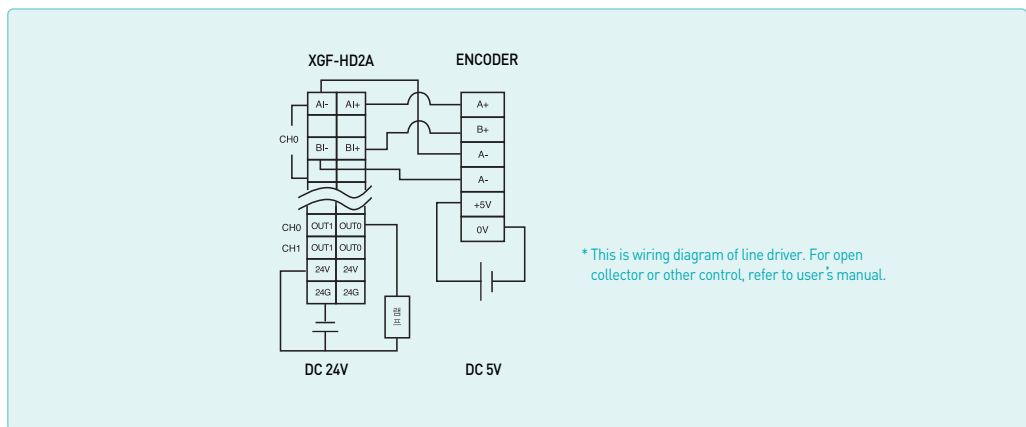 XGF-HD2A
ENCODER
AI- AI+
CH0
BI- BI+
A+
B+
A-
A-
+5V
0V
CH0 OUT1 OUT0
CH1 OUT1 OUT0
24V 24V
24G 24G
램
프
DC 24V
DC 5V
* This is wiring diagram of line driver. For open
collector or other control, refer to user's manual.